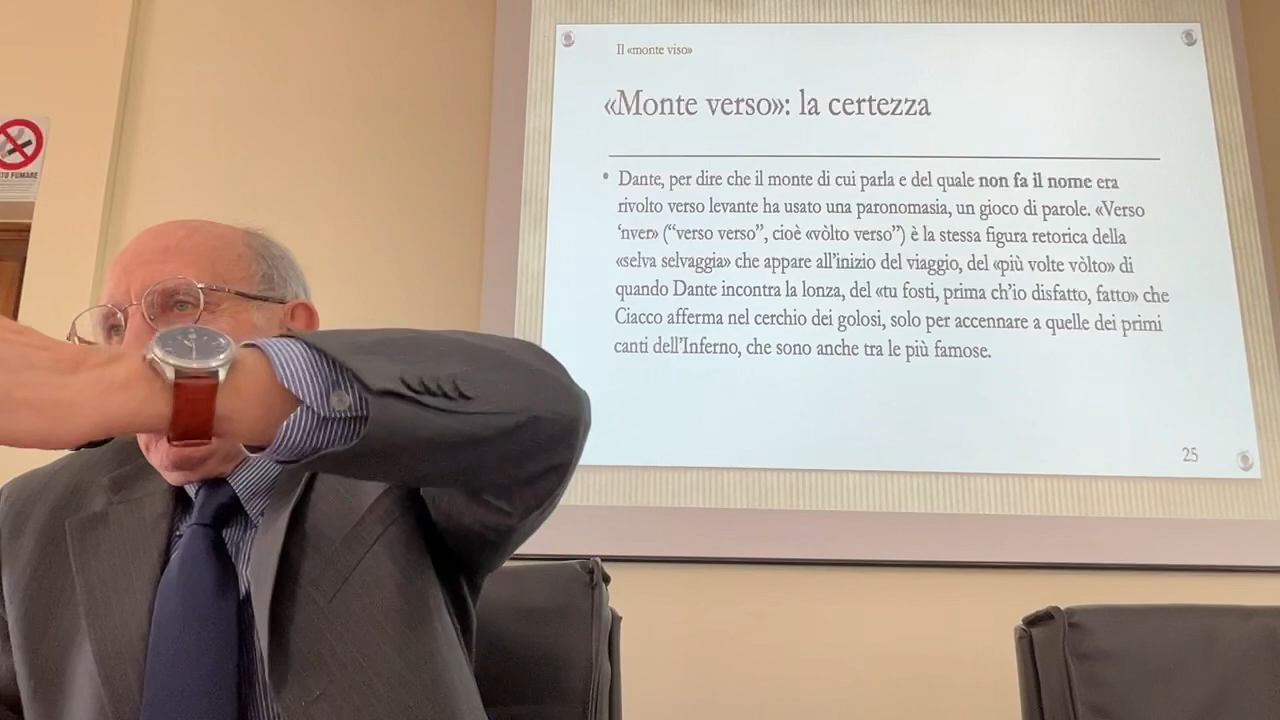 Il «monte viso»
«Monte verso»: la certezza
• Dante, per dire che il monte di cui parla e del quale non fa il nome era
rivolto verso levante ha usato una paronomasia, un gioco di parole. «Verso
‘nver» (“verso verso”, cioè «vòlto verso») è la stessa figura retorica della
«selva selvaggia» che appare all’inizio del viaggio, del «più volte vòlto» di
quando Dante incontra la lonza, del «tu fosti, prima ch’io disfatto, fatto» che
Ciacco afferma nel cerchio dei golosi, solo per accennare a quelle dei primi
canti dell’Inferno, che sono anche tra le più famose.
25
TO FUMARE